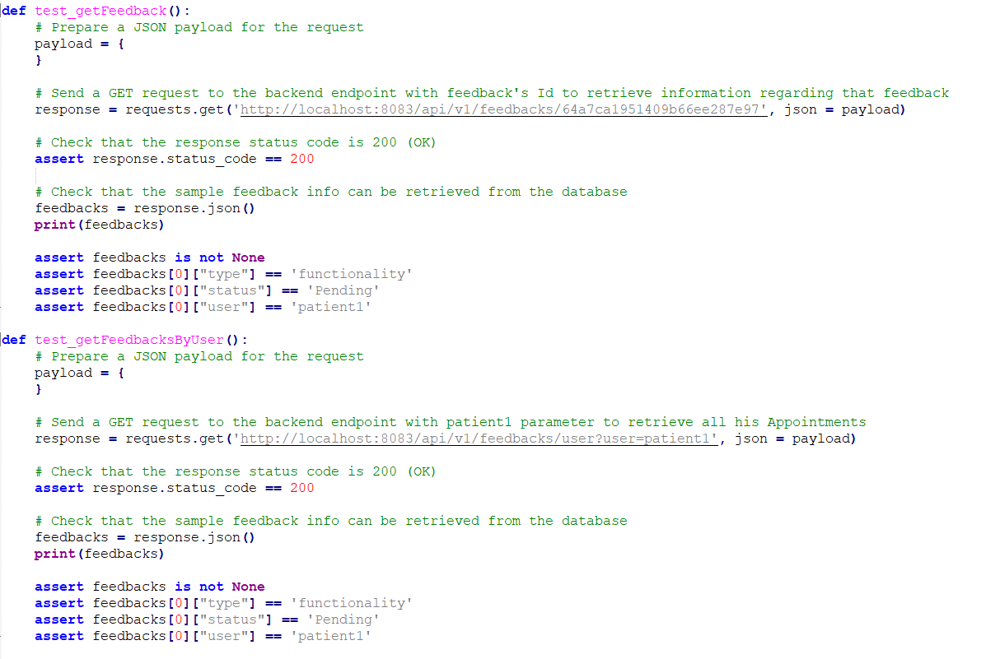 def test_getFeedback():
    # Prepare a JSON payload for the request
    payload = {
    }
    # Send a GET request to the backend endpoint with feedback's Id to retrieve information regarding that feedback
    response = requests.get('http://localhost:8083/api/v1/feedbacks/64a7ca1951409b66ee287e97', json = payload)
    # Check that the response status code is 200 (OK)
    assert response.status_code == 200
    # Check that the sample feedback info can be retrieved from the database
    feedbacks = response.json()
    print(feedbacks)
    assert feedbacks is not None
    assert feedbacks[0]["type"] == 'functionality'
    assert feedbacks[0]["status"] == 'Pending'
    assert feedbacks[0]["user"] == 'patient1'
def test_getFeedbacksByUser():
    # Prepare a JSON payload for the request
    payload = {
    }
    # Send a GET request to the backend endpoint with patient1 parameter to retrieve all his Appointments
    response = requests.get('http://localhost:8083/api/v1/feedbacks/user?user=patient1', json = payload)
    # Check that the response status code is 200 (OK)
    assert response.status_code == 200
    # Check that the sample feedback info can be retrieved from the database
    feedbacks = response.json()
    print(feedbacks)
    assert feedbacks is not None
    assert feedbacks[0]["type"] == 'functionality'
    assert feedbacks[0]["status"] == 'Pending'
    assert feedbacks[0]["user"] == 'patient1'